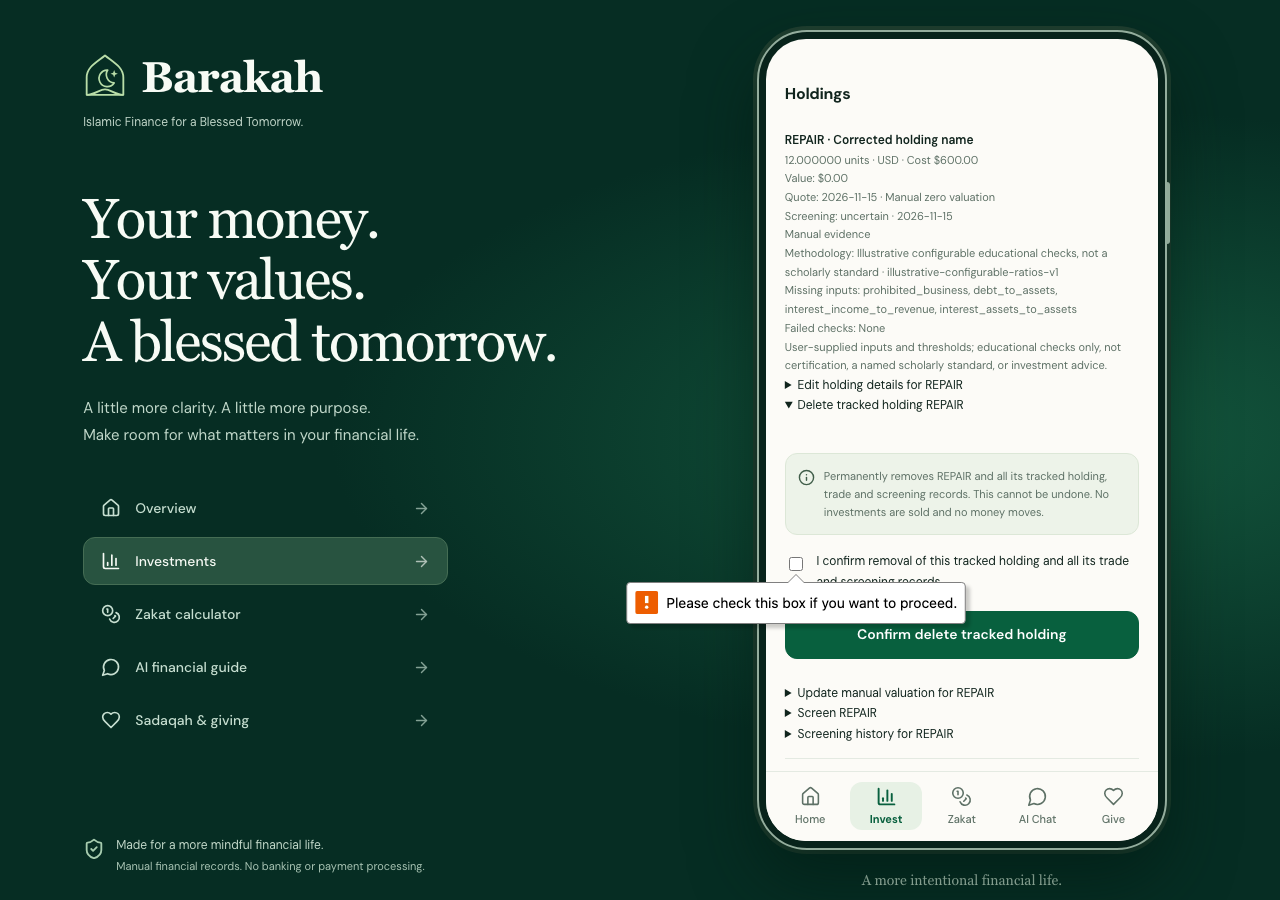 Barakah
Islamic Finance for a Blessed Tomorrow.
Your money.
Your values.
A blessed tomorrow.
A little more clarity. A little more purpose.
Make room for what matters in your financial life.
Overview
Investments
Zakat calculator
AI financial guide
Sadaqah & giving
Made for a more mindful financial life.
Manual financial records. No banking or payment processing.
Holdings
REPAIR · Corrected holding name
12.000000 units · USD · Cost $600.00
Value: $0.00
Quote: 2026-11-15 · Manual zero valuation
Screening: uncertain · 2026-11-15
Manual evidence
Methodology: Illustrative configurable educational checks, not a
scholarly standard · illustrative-configurable-ratios-v1
Missing inputs: prohibited_business, debt_to_assets,
interest_income_to_revenue, interest_assets_to_assets
Failed checks: None
User-supplied inputs and thresholds; educational checks only, not
certification, a named scholarly standard, or investment advice.
Edit holding details for REPAIR
Delete tracked holding REPAIR
Permanently removes REPAIR and all its tracked holding,
trade and screening records. This cannot be undone. No
investments are sold and no money moves.
I confirm removal of this tracked holding and all its trade
and screening records.
Please check this box if you want to proceed.
Confirm delete tracked holding
Update manual valuation for REPAIR
Screen REPAIR
Screening history for REPAIR
Home
Invest
Zakat
AI Chat
Give
A more intentional financial life.